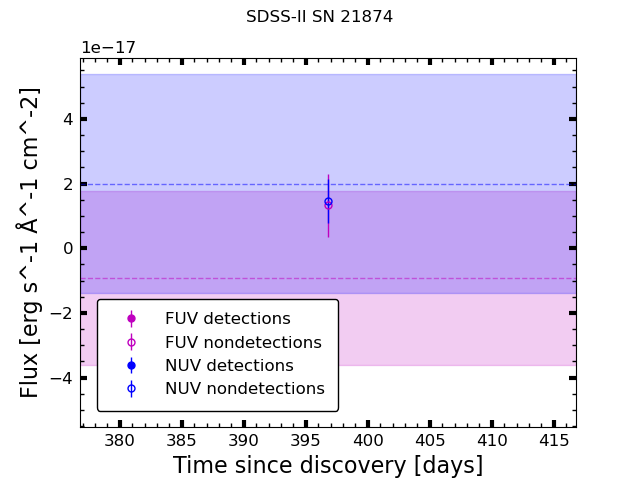 SDSS-II SN 21874
1e−17
4
2
0
−2
−4
Flux [erg s^-1 Å^-1 cm^-2]
FUV detections
FUV nondetections
NUV detections
NUV nondetections
380 385 390 395 400 405 410 415
Time since discovery [days]